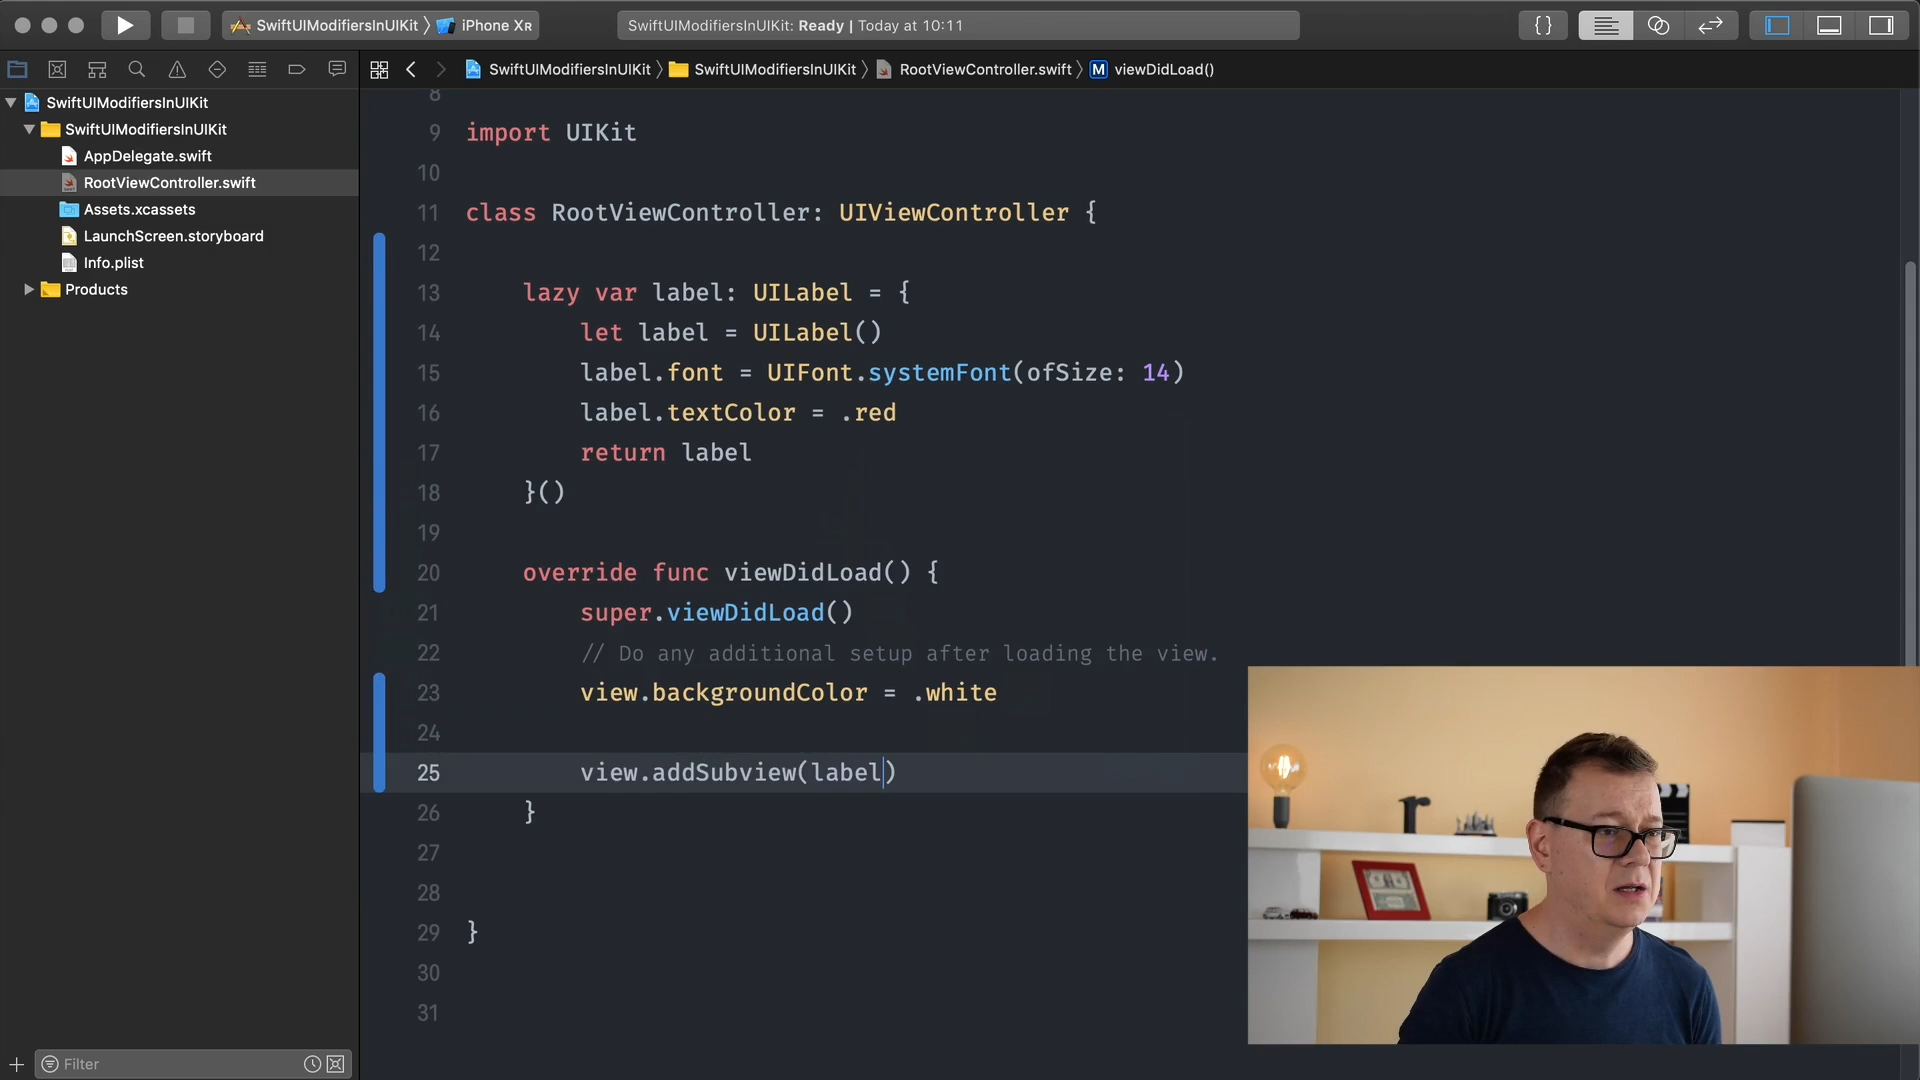 SwiftUIModifiersInUIKit
iPhone XR
SwiftUIModifiersInUIKit: Ready | Today at 10:11
{}
SwiftUIModifiersInUIKit
SwiftUIModifiersInUIKit
RootViewController.swift
M viewDidLoad()
SwiftUIModifiersInUIKit
SwiftUIModifiersInUIKit
AppDelegate.swift
RootViewController.swift
Assets.xcassets
LaunchScreen.storyboard
Info.plist
Products
Filter
8
9 import UIKit
10
11 class RootViewController: UIViewController {
12
13 lazy var label: UILabel = {
14 let label = UILabel()
15 label.font = UIFont.systemFont(ofSize: 14)
16 label.textColor = .red
17 return label
18 }()
19
20 override func viewDidLoad() {
21 super.viewDidLoad()
22 // Do any additional setup after loading the view.
23 view.backgroundColor = .white
24
25 view.addSubview(label)
26 }
27
28
29 }
30
31